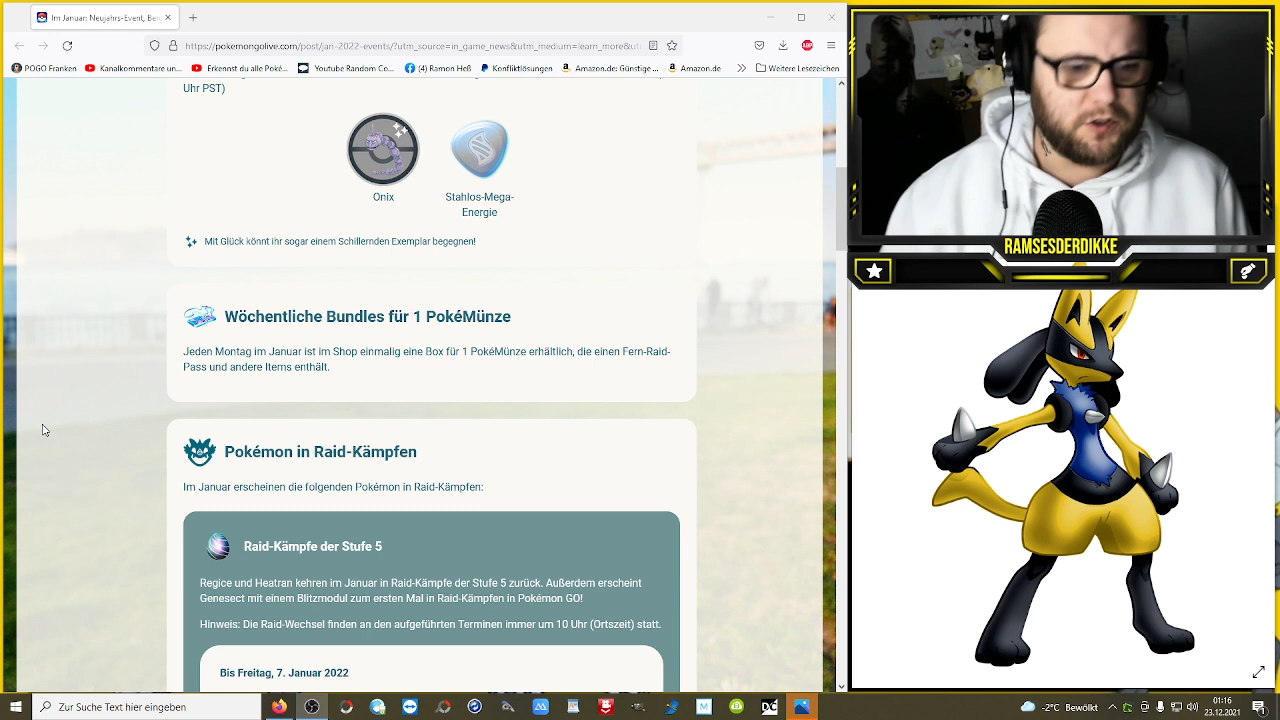 Im Januar: Neujahrs-Event, Ber
https://pokemongolive.com/post/jan-2022-events/?utm_source=in_game_news&utm_medium=learn_more&ut
POGO Franken
Kanalkommentare un...
Erkennst du alle Poké...
Youtube Randomizer...
(4) Ramon Heß
Konfliktlösungen
Amazon.de: Günstige ...
Amazon.de
Weitere Lesezeichen
Uhr PST)
Onix
Stahlos-Mega-
Energie
Mit Glück könnt ihr sogar einem Schillernden Exemplar begegnen!
Wöchentliche Bundles für 1 PokéMünze
Jeden Montag im Januar ist im Shop einmalig eine Box für 1 PokéMünze erhältlich, die einen Fern-Raid-
Pass und andere Items enthält.
Pokémon in Raid-Kämpfen
Im Januar erscheinen die folgenden Pokémon in Raid-Kämpfen:
Raid-Kämpfe der Stufe 5
Regice und Heatran kehren im Januar in Raid-Kämpfe der Stufe 5 zurück. Außerdem erscheint
Genesect mit einem Blitzmodul zum ersten Mal in Raid-Kämpfen in Pokémon GO!
Hinweis: Die Raid-Wechsel finden an den aufgeführten Terminen immer um 10 Uhr (Ortszeit) statt.
Bis Freitag, 7. Januar 2022
RAMSESDERDIKKE
Zur Suche Text hier eingeben
-2°C Bewölkt
01:16
23.12.2021